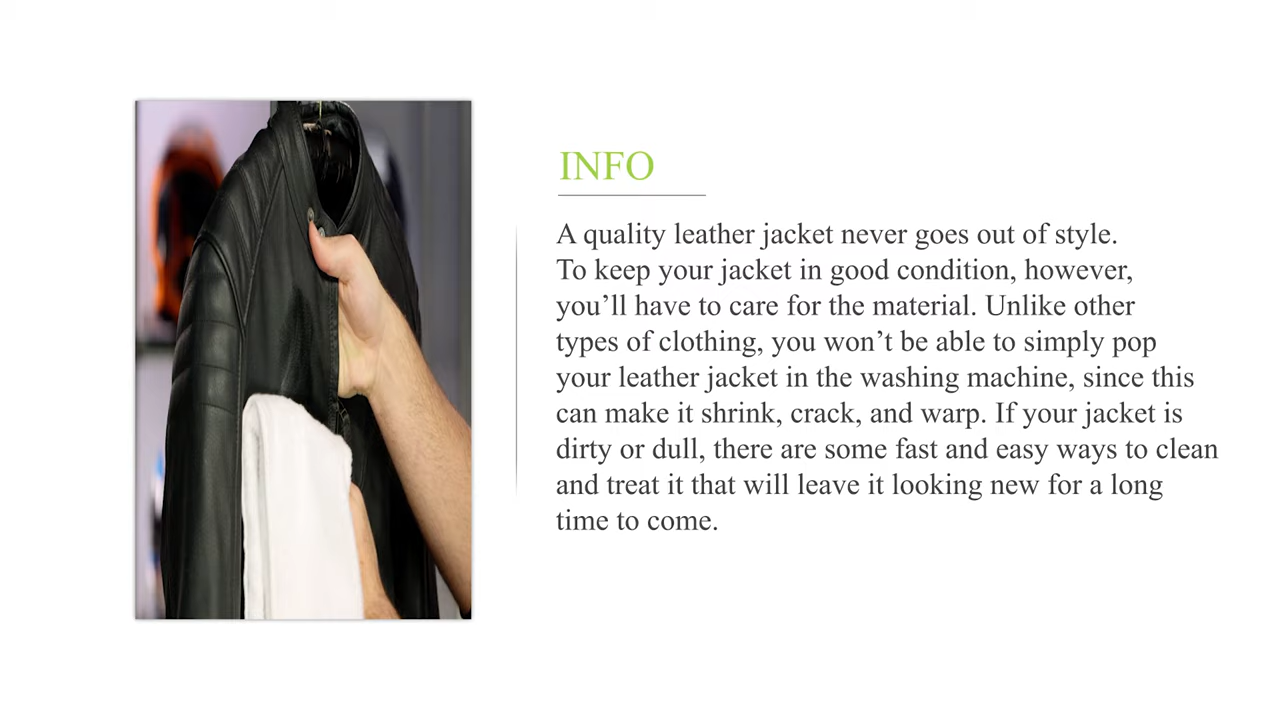 INFO
A quality leather jacket never goes out of style.
To keep your jacket in good condition, however,
you’ll have to care for the material. Unlike other
types of clothing, you won’t be able to simply pop
your leather jacket in the washing machine, since this
can make it shrink, crack, and warp. If your jacket is
dirty or dull, there are some fast and easy ways to clean
and treat it that will leave it looking new for a long
time to come.